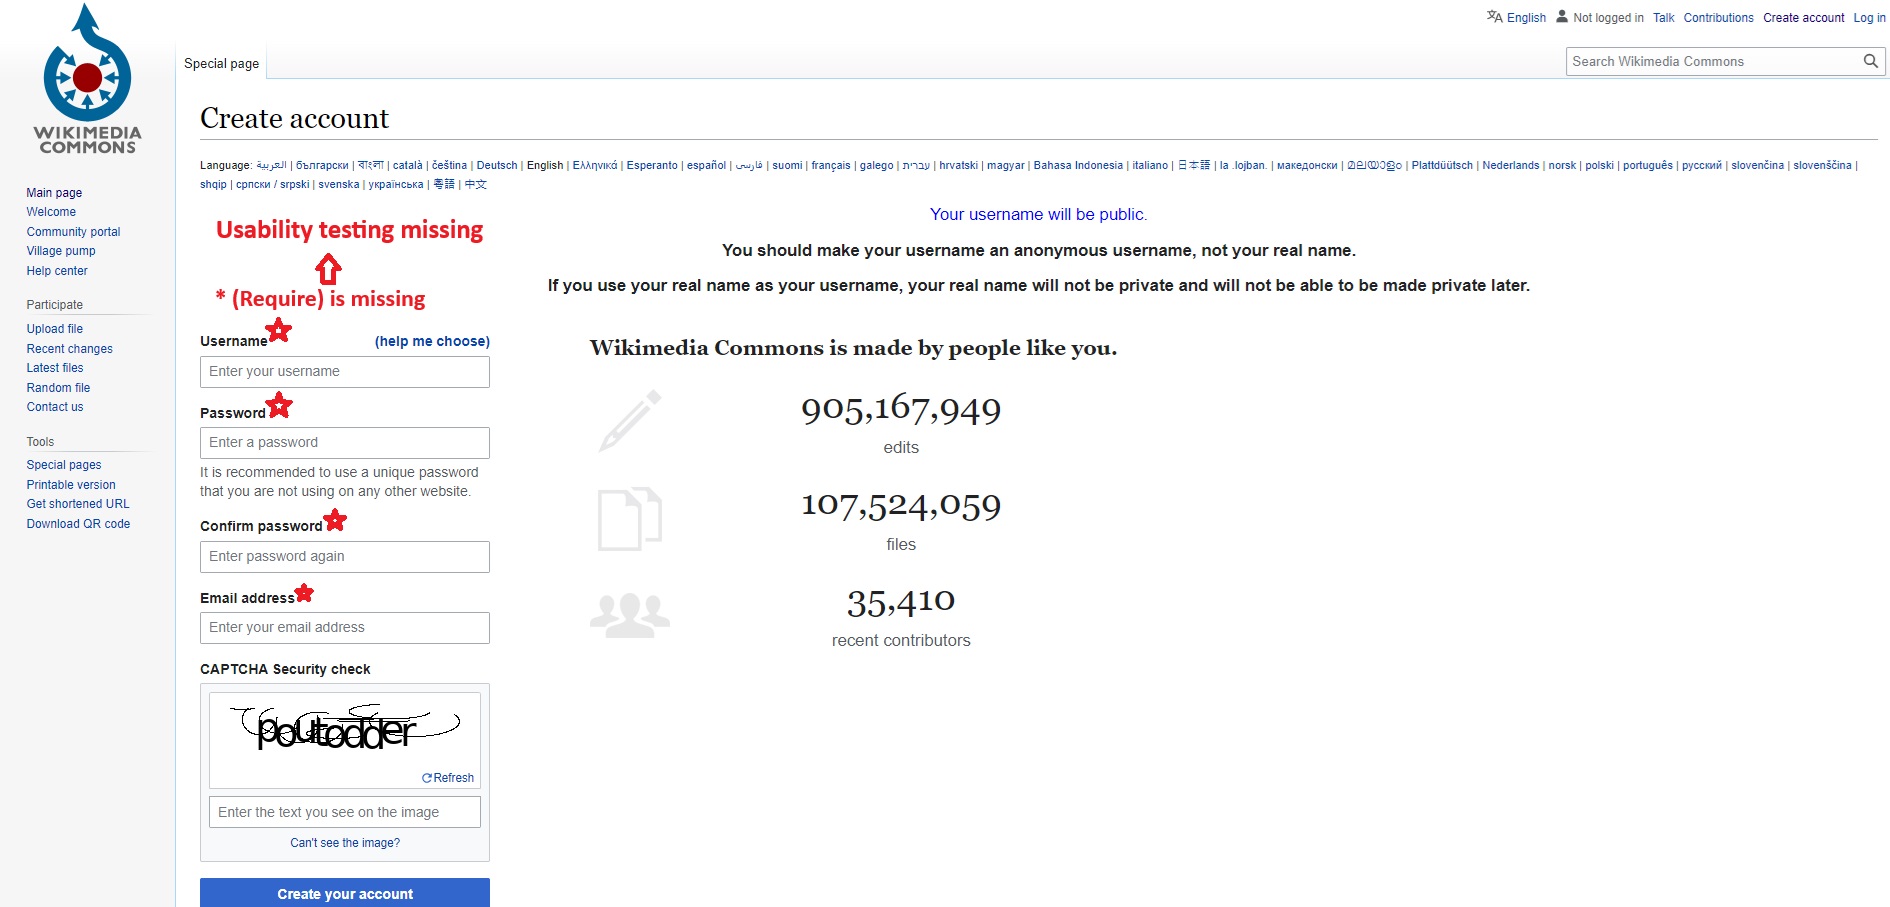 English Not logged in Talk Contributions Create account Log in
WIKIMEDIA
COMMONS
Special page
Search Wikimedia Commons
Create account
Language: العربية | български | বাংলা | català | čeština | Deutsch | English | Ελληνικά | Esperanto | español | فارسی | suomi | français | galego | עברית | hrvatski | magyar | Bahasa Indonesia | italiano | 日本語 | la .lojban. | македонски | മലയാളം | Plattdüütsch | Nederlands | norsk | polski | português | русский | slovenčina | slovenščina |
shqip | српски / srpski | svenska | українська | 粵語 | 中文
Main page
Welcome
Community portal
Village pump
Help center
Participate
Upload file
Recent changes
Latest files
Random file
Contact us
Tools
Special pages
Printable version
Get shortened URL
Download QR code
Usability testing missing
* (Require) is missing
Username (help me choose)
Enter your username
Password
Enter a password
It is recommended to use a unique password
that you are not using on any other website.
Confirm password
Enter password again
Email address
Enter your email address
CAPTCHA Security check
poutodder
Refresh
Enter the text you see on the image
Can't see the image?
Create your account
Your username will be public.
You should make your username an anonymous username, not your real name.
If you use your real name as your username, your real name will not be private and will not be able to be made private later.
Wikimedia Commons is made by people like you.
905,167,949
edits
107,524,059
files
35,410
recent contributors